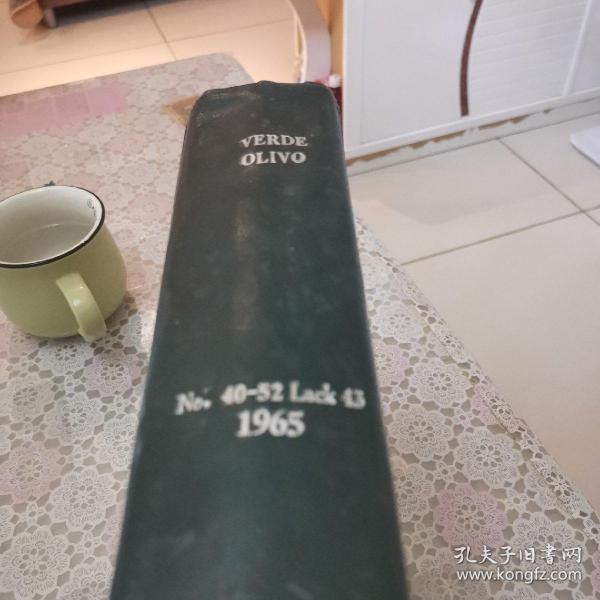 VERDE
OLIVO
No. 40-52 Lack 43
1965
孔夫子旧书网
www.kongfz.com